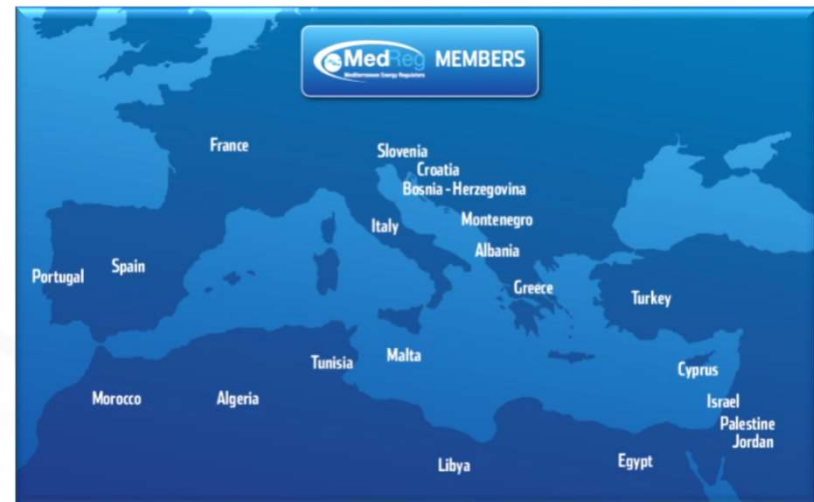 MedReg MEMBERS
Mediterranean Energy Regulators
France
Slovenia
Croatia
Bosnia - Herzegovina
Italy
Montenegro
Albania
Portugal
Spain
Greece
Turkey
Tunisia
Malta
Cyprus
Morocco
Algeria
Israel
Palestine
Jordan
Libya
Egypt